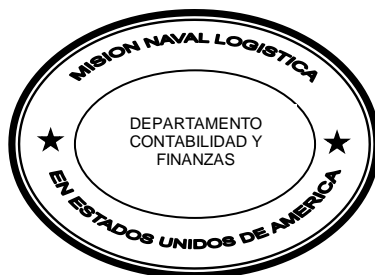 MISION NAVAL LOGISTICA
DEPARTAMENTO
CONTABILIDAD Y
FINANZAS
EN ESTADOS UNIDOS DE AMERICA